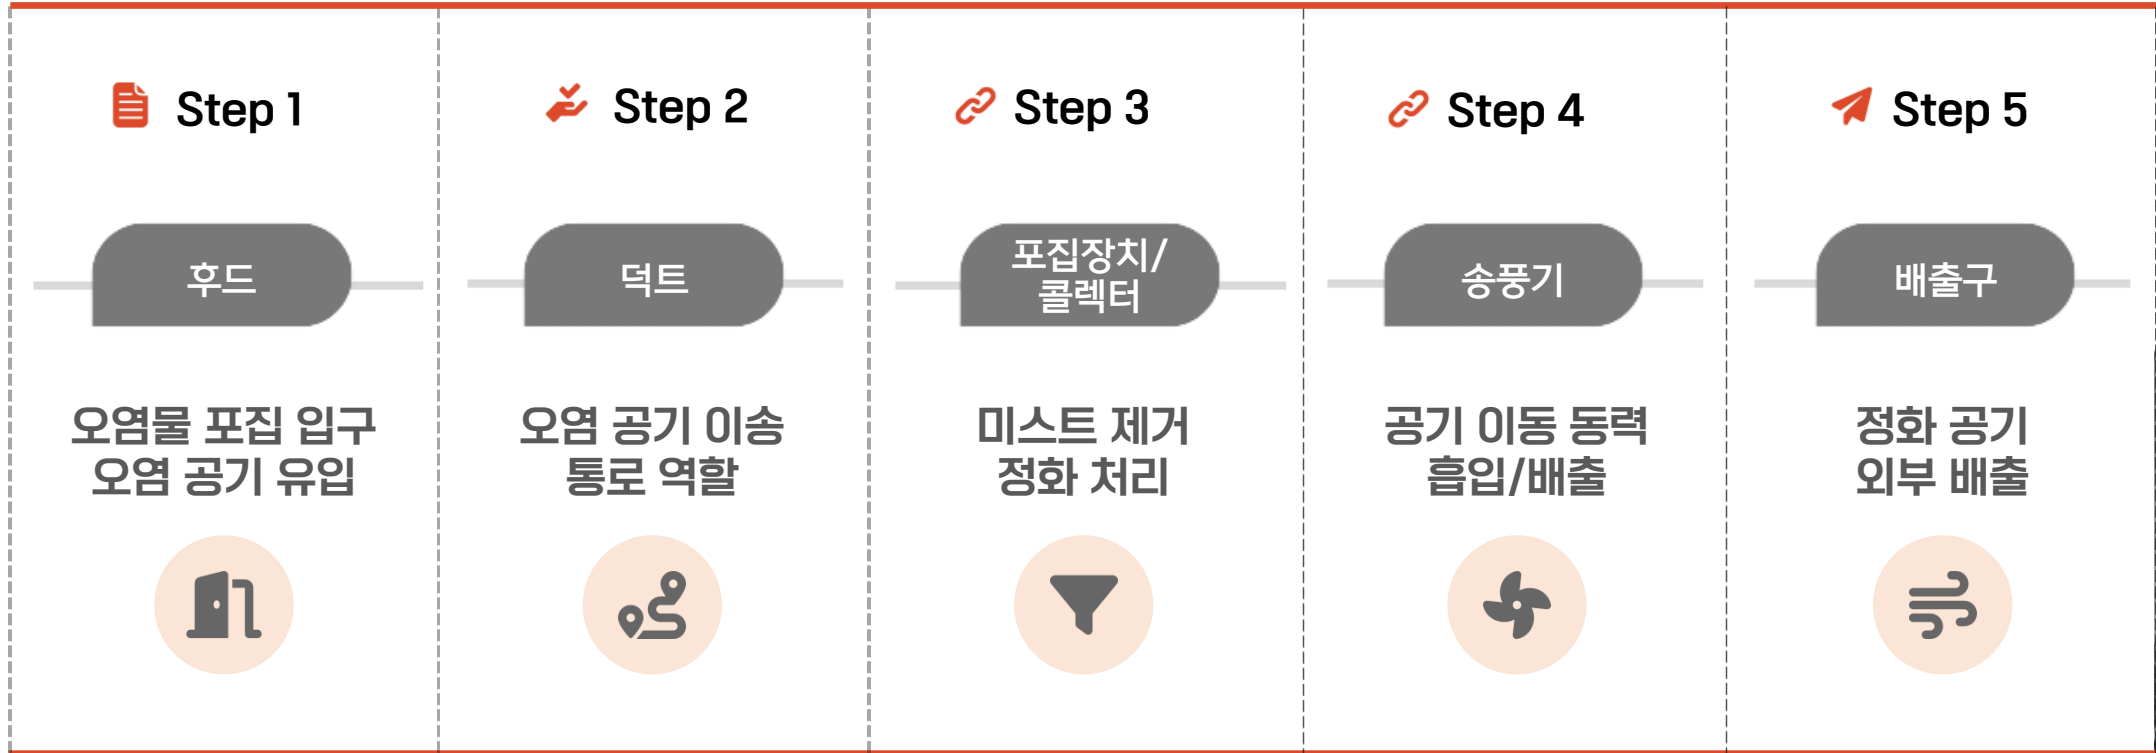 Step 1
후드
오염물 포집 입구
오염 공기 유입
Step 2
덕트
오염 공기 이송
통로 역할
Step 3
포집장치/
콜렉터
미스트 제거
정화 처리
Step 4
송풍기
공기 이동 동력
흡입/배출
Step 5
배출구
정화 공기
외부 배출